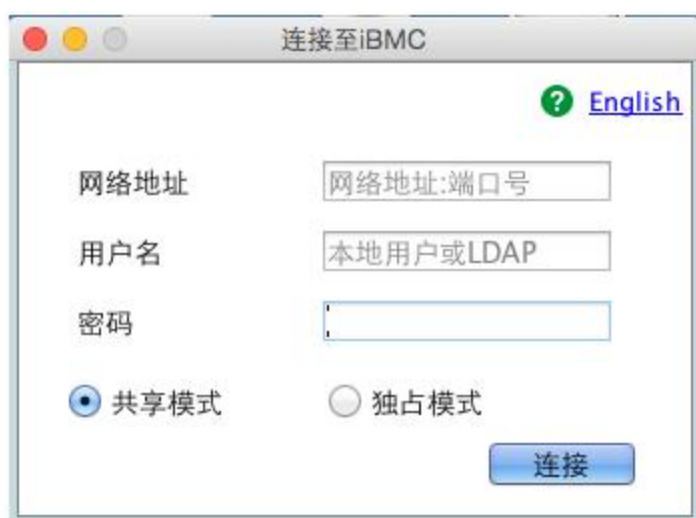 连接至iBMC
? English
网络地址 网络地址:端口号
用户名 本地用户或LDAP
密码
共享模式 独占模式
连接